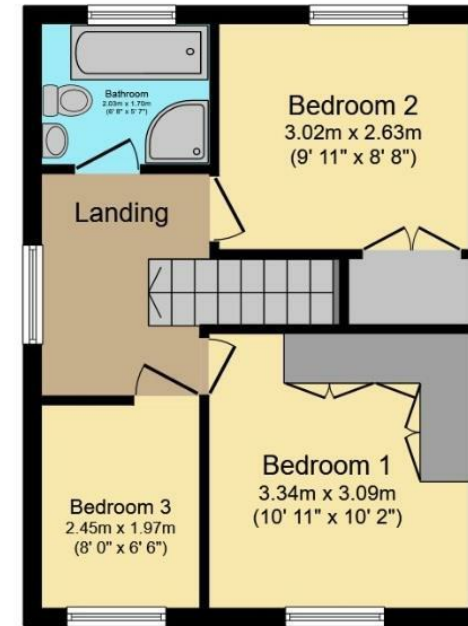 Bathroom
2.03m x 1.70m
(6' 8" x 5' 7")
Bedroom 2
3.02m x 2.63m
(9' 11" x 8' 8")
Landing
Bedroom 1
3.34m x 3.09m
(10' 11" x 10' 2")
Bedroom 3
2.45m x 1.97m
(8' 0" x 6' 6")